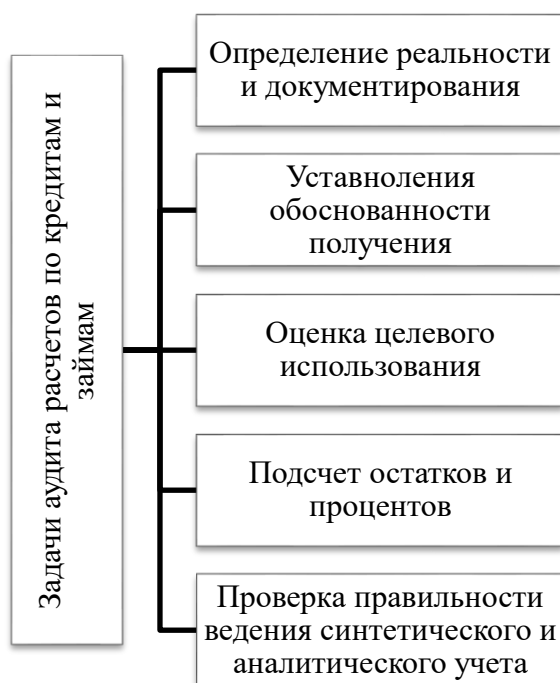 Задачи аудита расчетов по кредитам и
займам
Определение реальности
и документирования
Уставноления
обоснованности
получения
Оценка целевого
использования
Подсчет остатков и
процентов
Проверка правильности
ведения синтетического и
аналитического учета